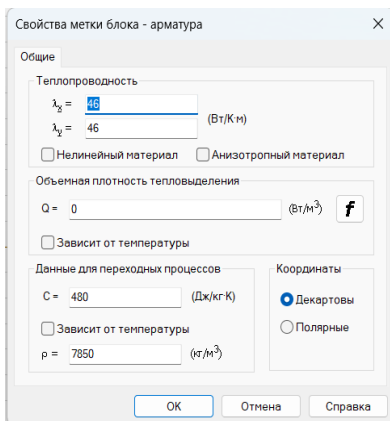 Свойства метки блока - арматура
Общие
Теплопроводность
λx = 46
λy = 46
(Вт/К·м)
Нелинейный материал Анизотропный материал
Объемная плотность тепловыделения
Q = 0 (Вт/м³) f
Зависит от температуры
Данные для переходных процессов
C = 480 (Дж/кг·К)
Зависит от температуры
ρ = 7850 (кг/м³)
Координаты
Декартовы
Полярные
ОК Отмена Справка